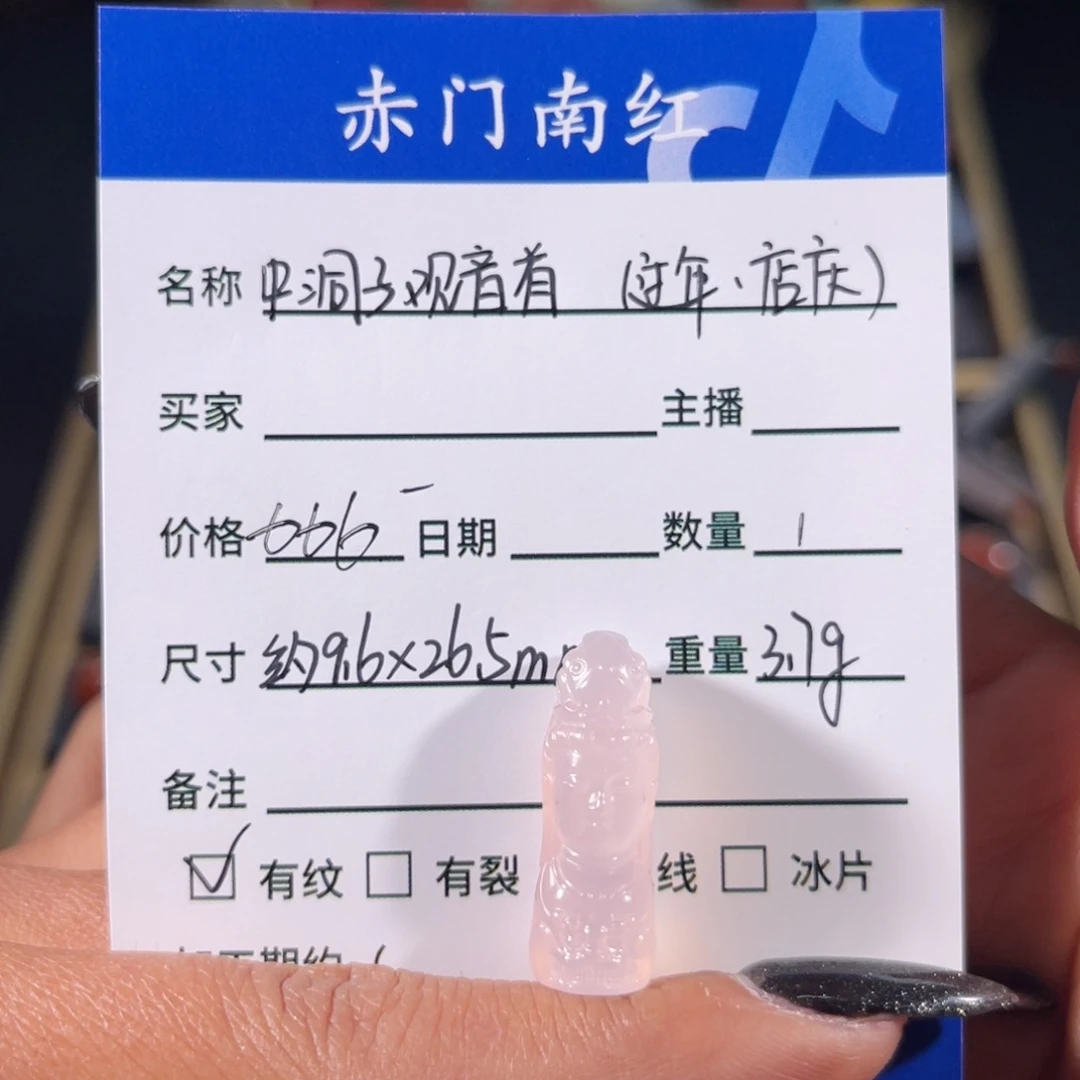 赤门南红
名称 中洞子观音首 (过年·店庆)
买家 主播
价格 666 日期 数量 1
尺寸 约9.6×26.5m 重量 3.7g
备注
有纹 有裂 线 冰片